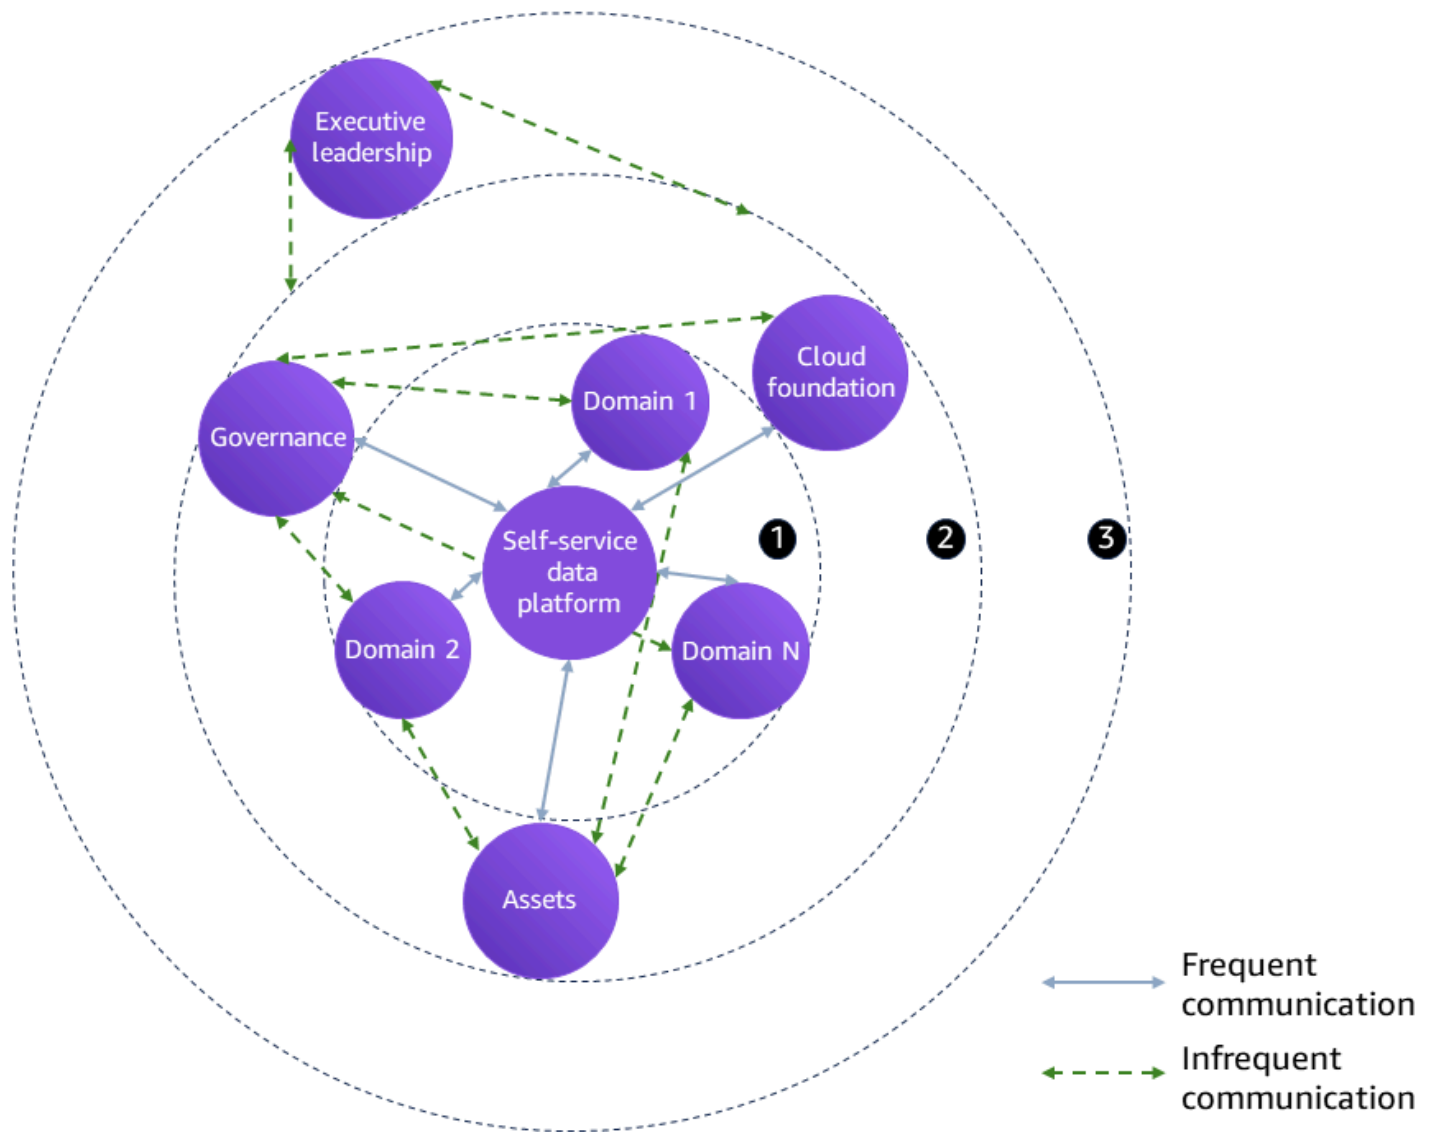 Executive
leadership
Cloud
foundation
Domain 1
Governance
Self-service
data
platform
1
2
3
Domain 2
Domain N
Assets
Frequent
communication
Infrequent
communication